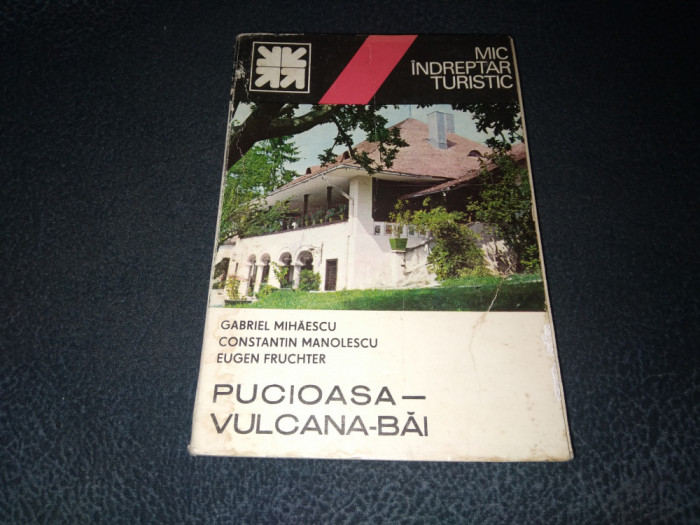 MIC
ÎNDREPTAR
TURISTIC
GABRIEL MIHĂESCU
CONSTANTIN MANOLESCU
EUGEN FRUCHTER
PUCIOASA—
VULCANA-BĂI